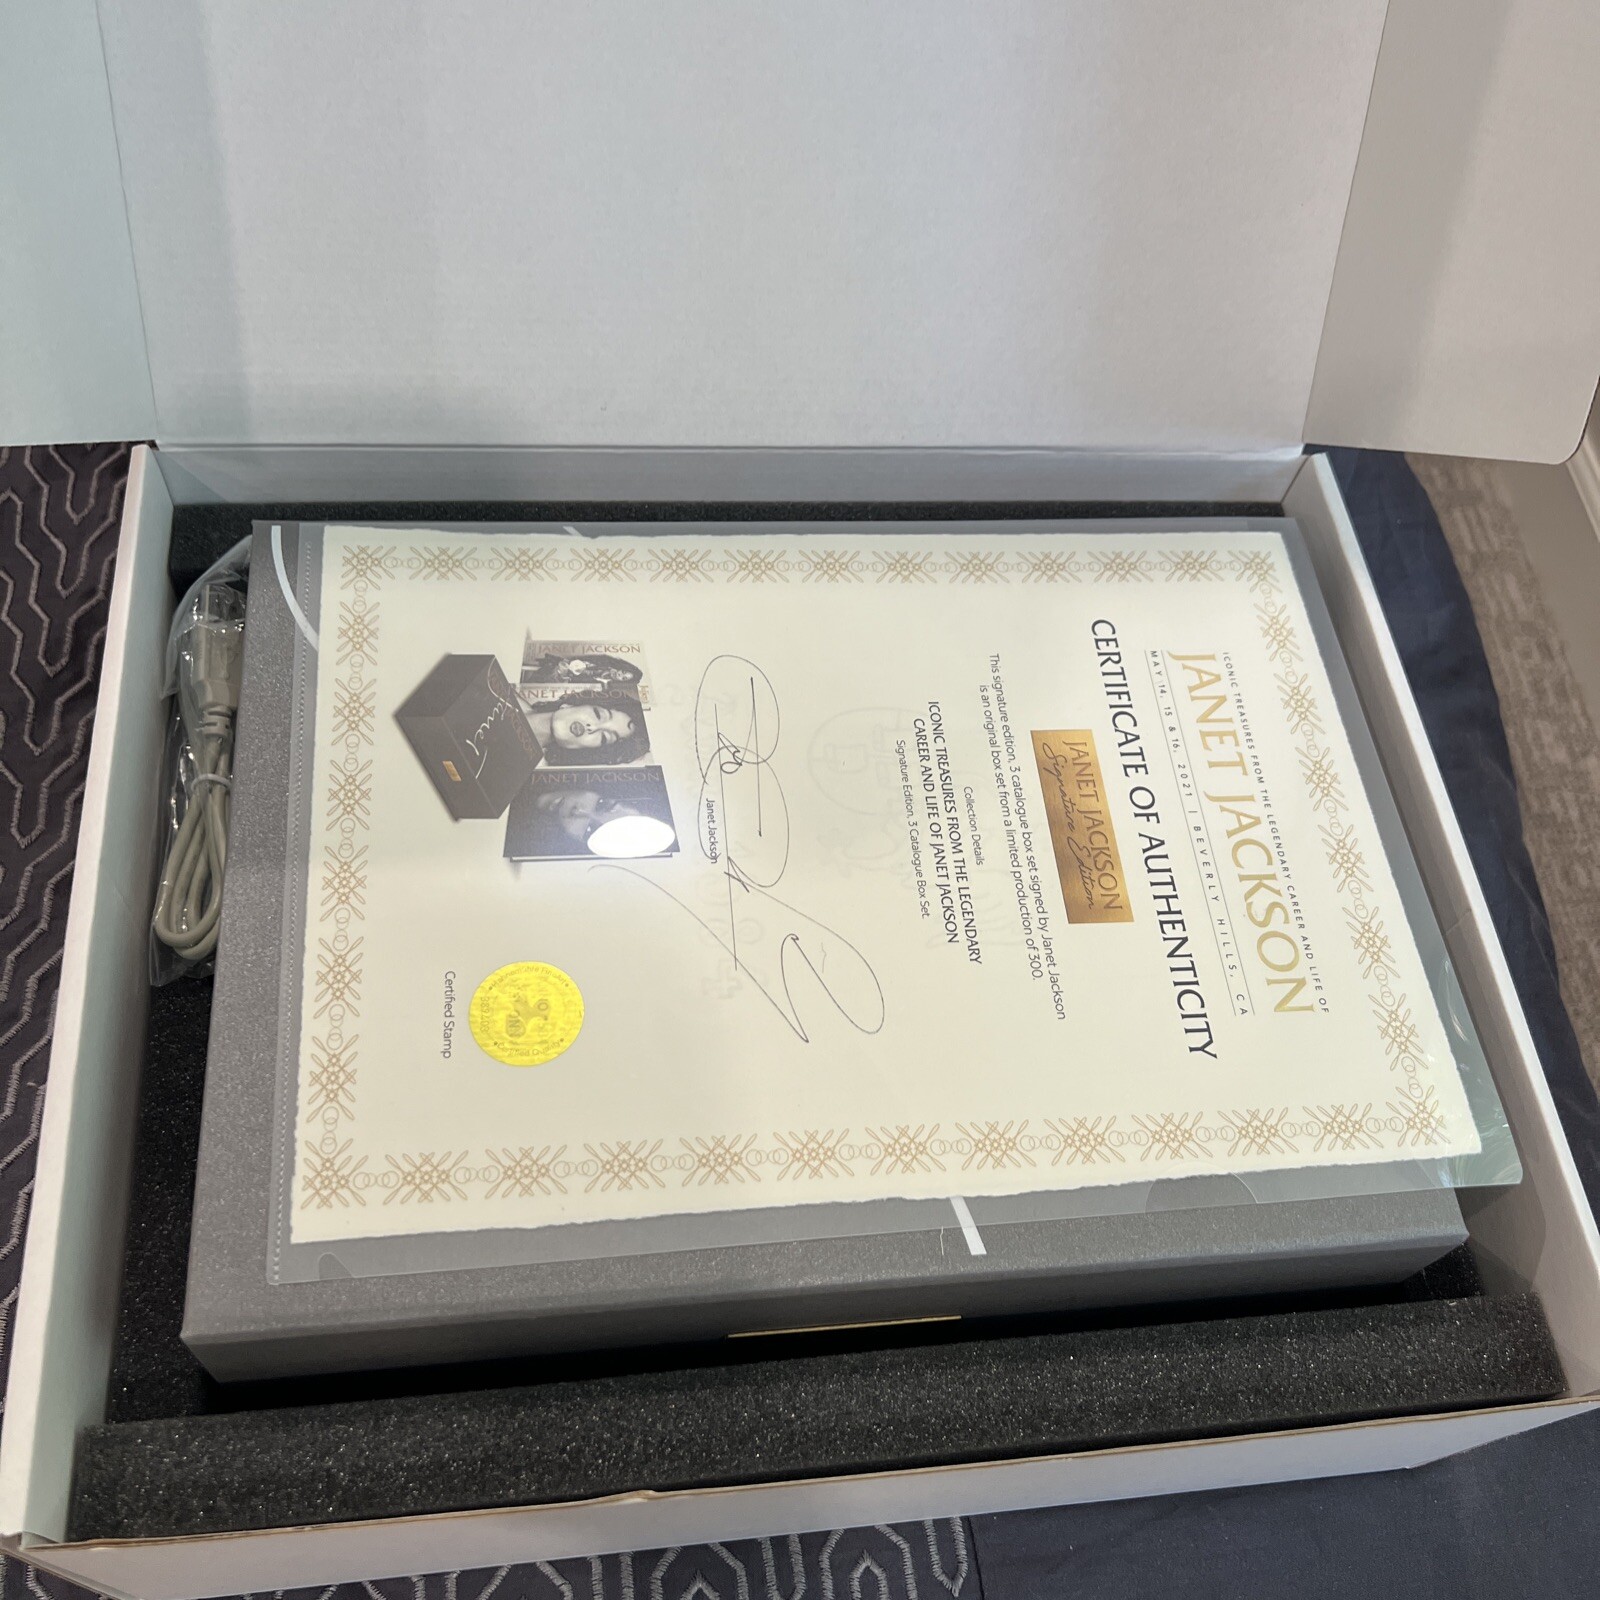 ICONIC TREASURES FROM THE LEGENDARY CAREER AND LIFE OF
JANET JACKSON
MAY 14, 15 & 16, 2021 | BEVERLY HILLS, CA
CERTIFICATE OF AUTHENTICITY
JANET JACKSON
Signature Edition
This signature edition, 3 catalogue box set signed by Janet Jackson
is an original box set from a limited production of 300.
Collection Details
ICONIC TREASURES FROM THE LEGENDARY
CAREER AND LIFE OF JANET JACKSON
Signature Edition, 3 Catalogue Box Set
Janet Jackson
JANET JACKSON
JANET JACKSON
JANET JACKSON
Certified Stamp